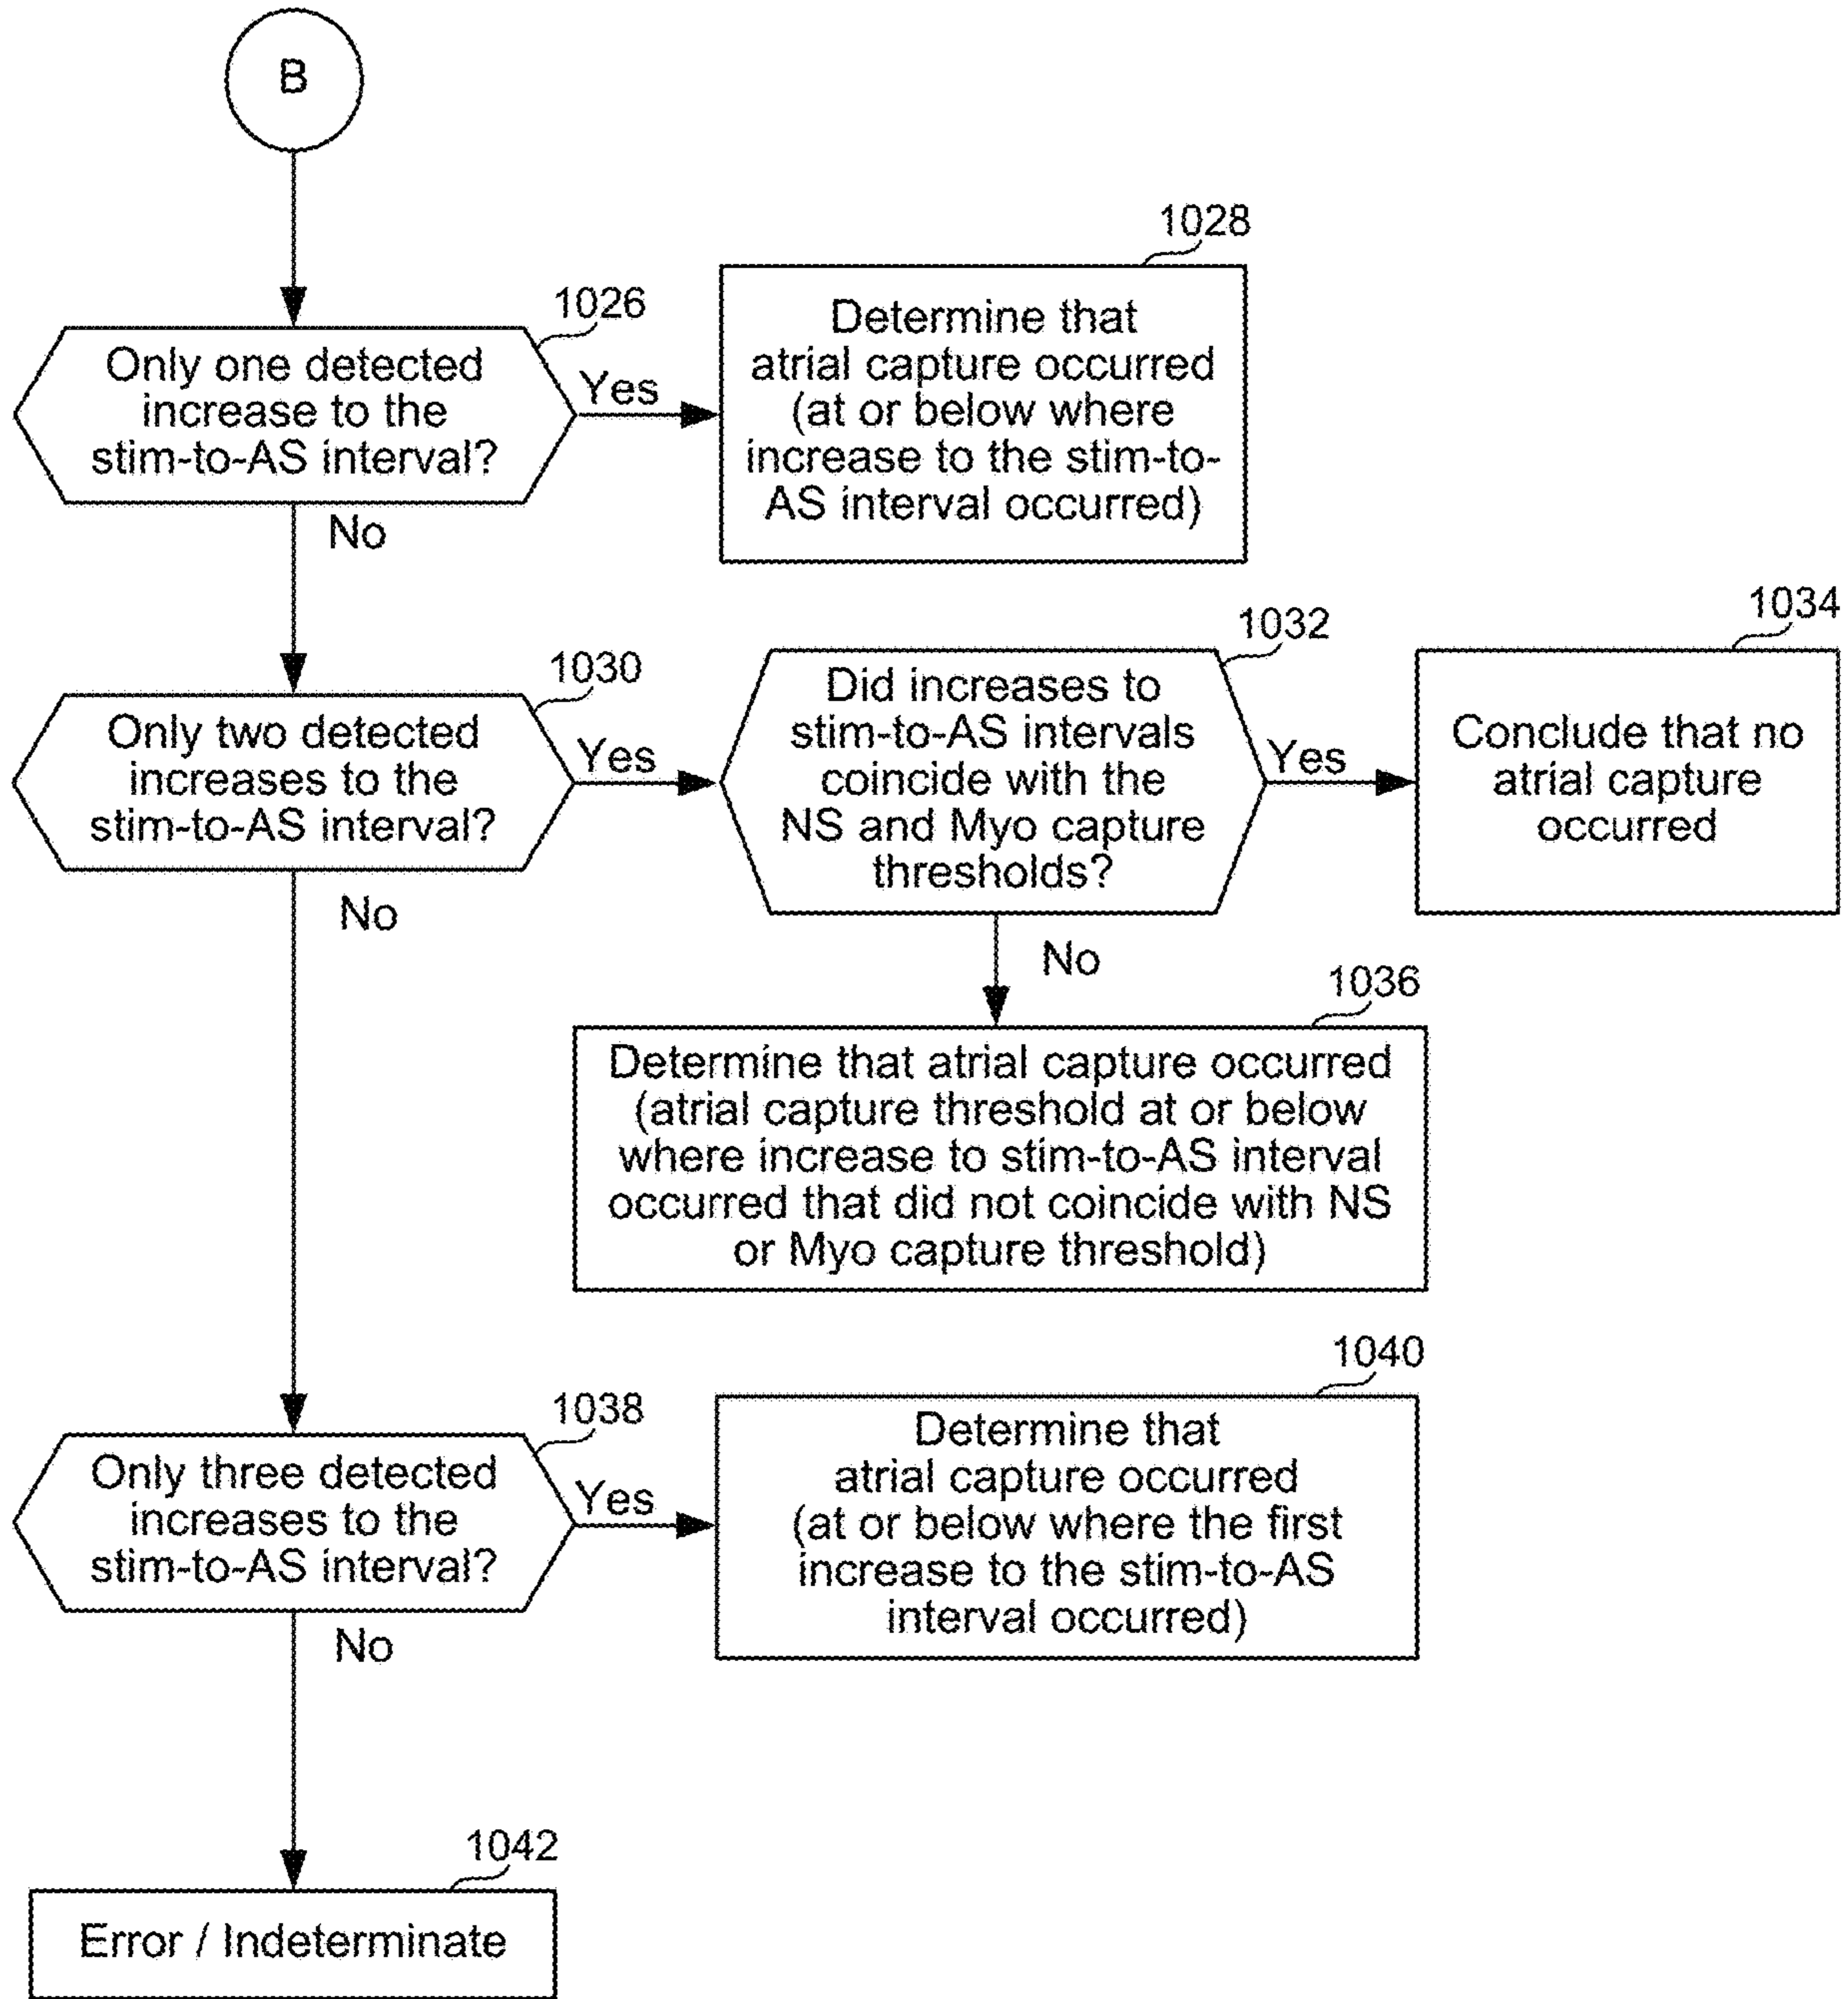 B
1026
Only one detected
increase to the
stim-to-AS interval?
Yes
No
1028
Determine that
atrial capture occurred
(at or below where
increase to the stim-to-
AS interval occurred)
1030
Only two detected
increases to the
stim-to-AS interval?
Yes
No
1032
Did increases to
stim-to-AS intervals
coincide with the
NS and Myo capture
thresholds?
Yes
No
1034
Conclude that no
atrial capture
occurred
1036
Determine that atrial capture occurred
(atrial capture threshold at or below
where increase to stim-to-AS interval
occurred that did not coincide with NS
or Myo capture threshold)
1038
Only three detected
increases to the
stim-to-AS interval?
Yes
No
1040
Determine that
atrial capture occurred
(at or below where the first
increase to the stim-to-AS
interval occurred)
1042
Error / Indeterminate